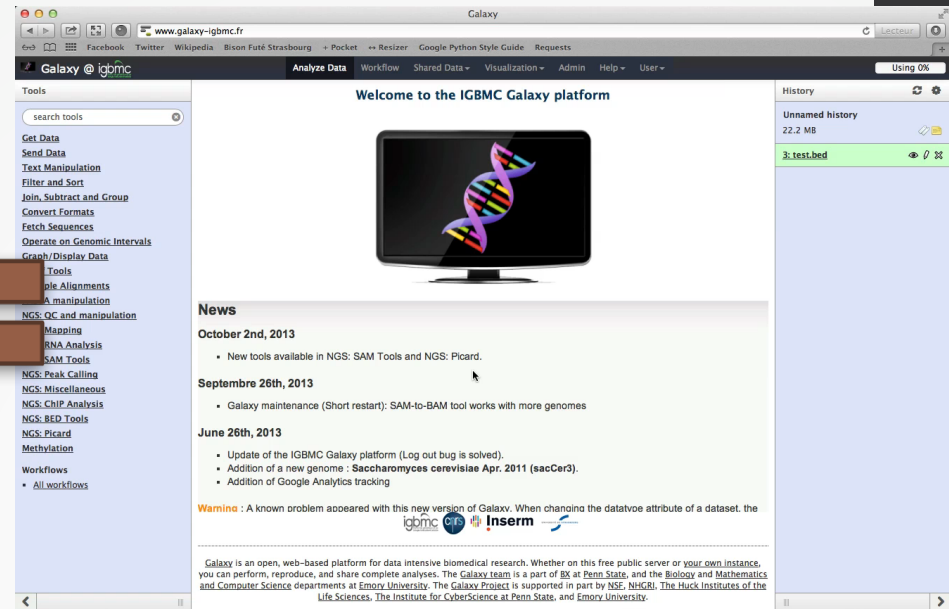 Galaxy
www.galaxy-igbmc.fr
Lecteur
Facebook Twitter Wikipedia Bison Futé Strasbourg + Pocket ↔ Resizer Google Python Style Guide Requests
Galaxy @ igbmc
Analyze Data Workflow Shared Data Visualization Admin Help User
Using 0%
Tools
search tools
Get Data
Send Data
Text Manipulation
Filter and Sort
Join, Subtract and Group
Convert Formats
Fetch Sequences
Operate on Genomic Intervals
Graph/Display Data
Tools
ple Alignments
A manipulation
NGS: QC and manipulation
Mapping
RNA Analysis
SAM Tools
NGS: Peak Calling
NGS: Miscellaneous
NGS: ChIP Analysis
NGS: BED Tools
NGS: Picard
Methylation
Workflows
All workflows
Welcome to the IGBMC Galaxy platform
News
October 2nd, 2013
New tools available in NGS: SAM Tools and NGS: Picard.
Septembre 26th, 2013
Galaxy maintenance (Short restart): SAM-to-BAM tool works with more genomes
June 26th, 2013
Update of the IGBMC Galaxy platform (Log out bug is solved).
Addition of a new genome : Saccharomyces cerevisiae Apr. 2011 (sacCer3).
Addition of Google Analytics tracking
Warning : A known problem appeared with this new version of Galaxy. When changing the datatype attribute of a dataset, the
igbmc cnrs Inserm
Galaxy is an open, web-based platform for data intensive biomedical research. Whether on this free public server or your own instance,
you can perform, reproduce, and share complete analyses. The Galaxy team is a part of BX at Penn State, and the Biology and Mathematics
and Computer Science departments at Emory University. The Galaxy Project is supported in part by NSF, NHGRI, The Huck Institutes of the
Life Sciences, The Institute for CyberScience at Penn State, and Emory University.
History
Unnamed history
22.2 MB
3: test.bed